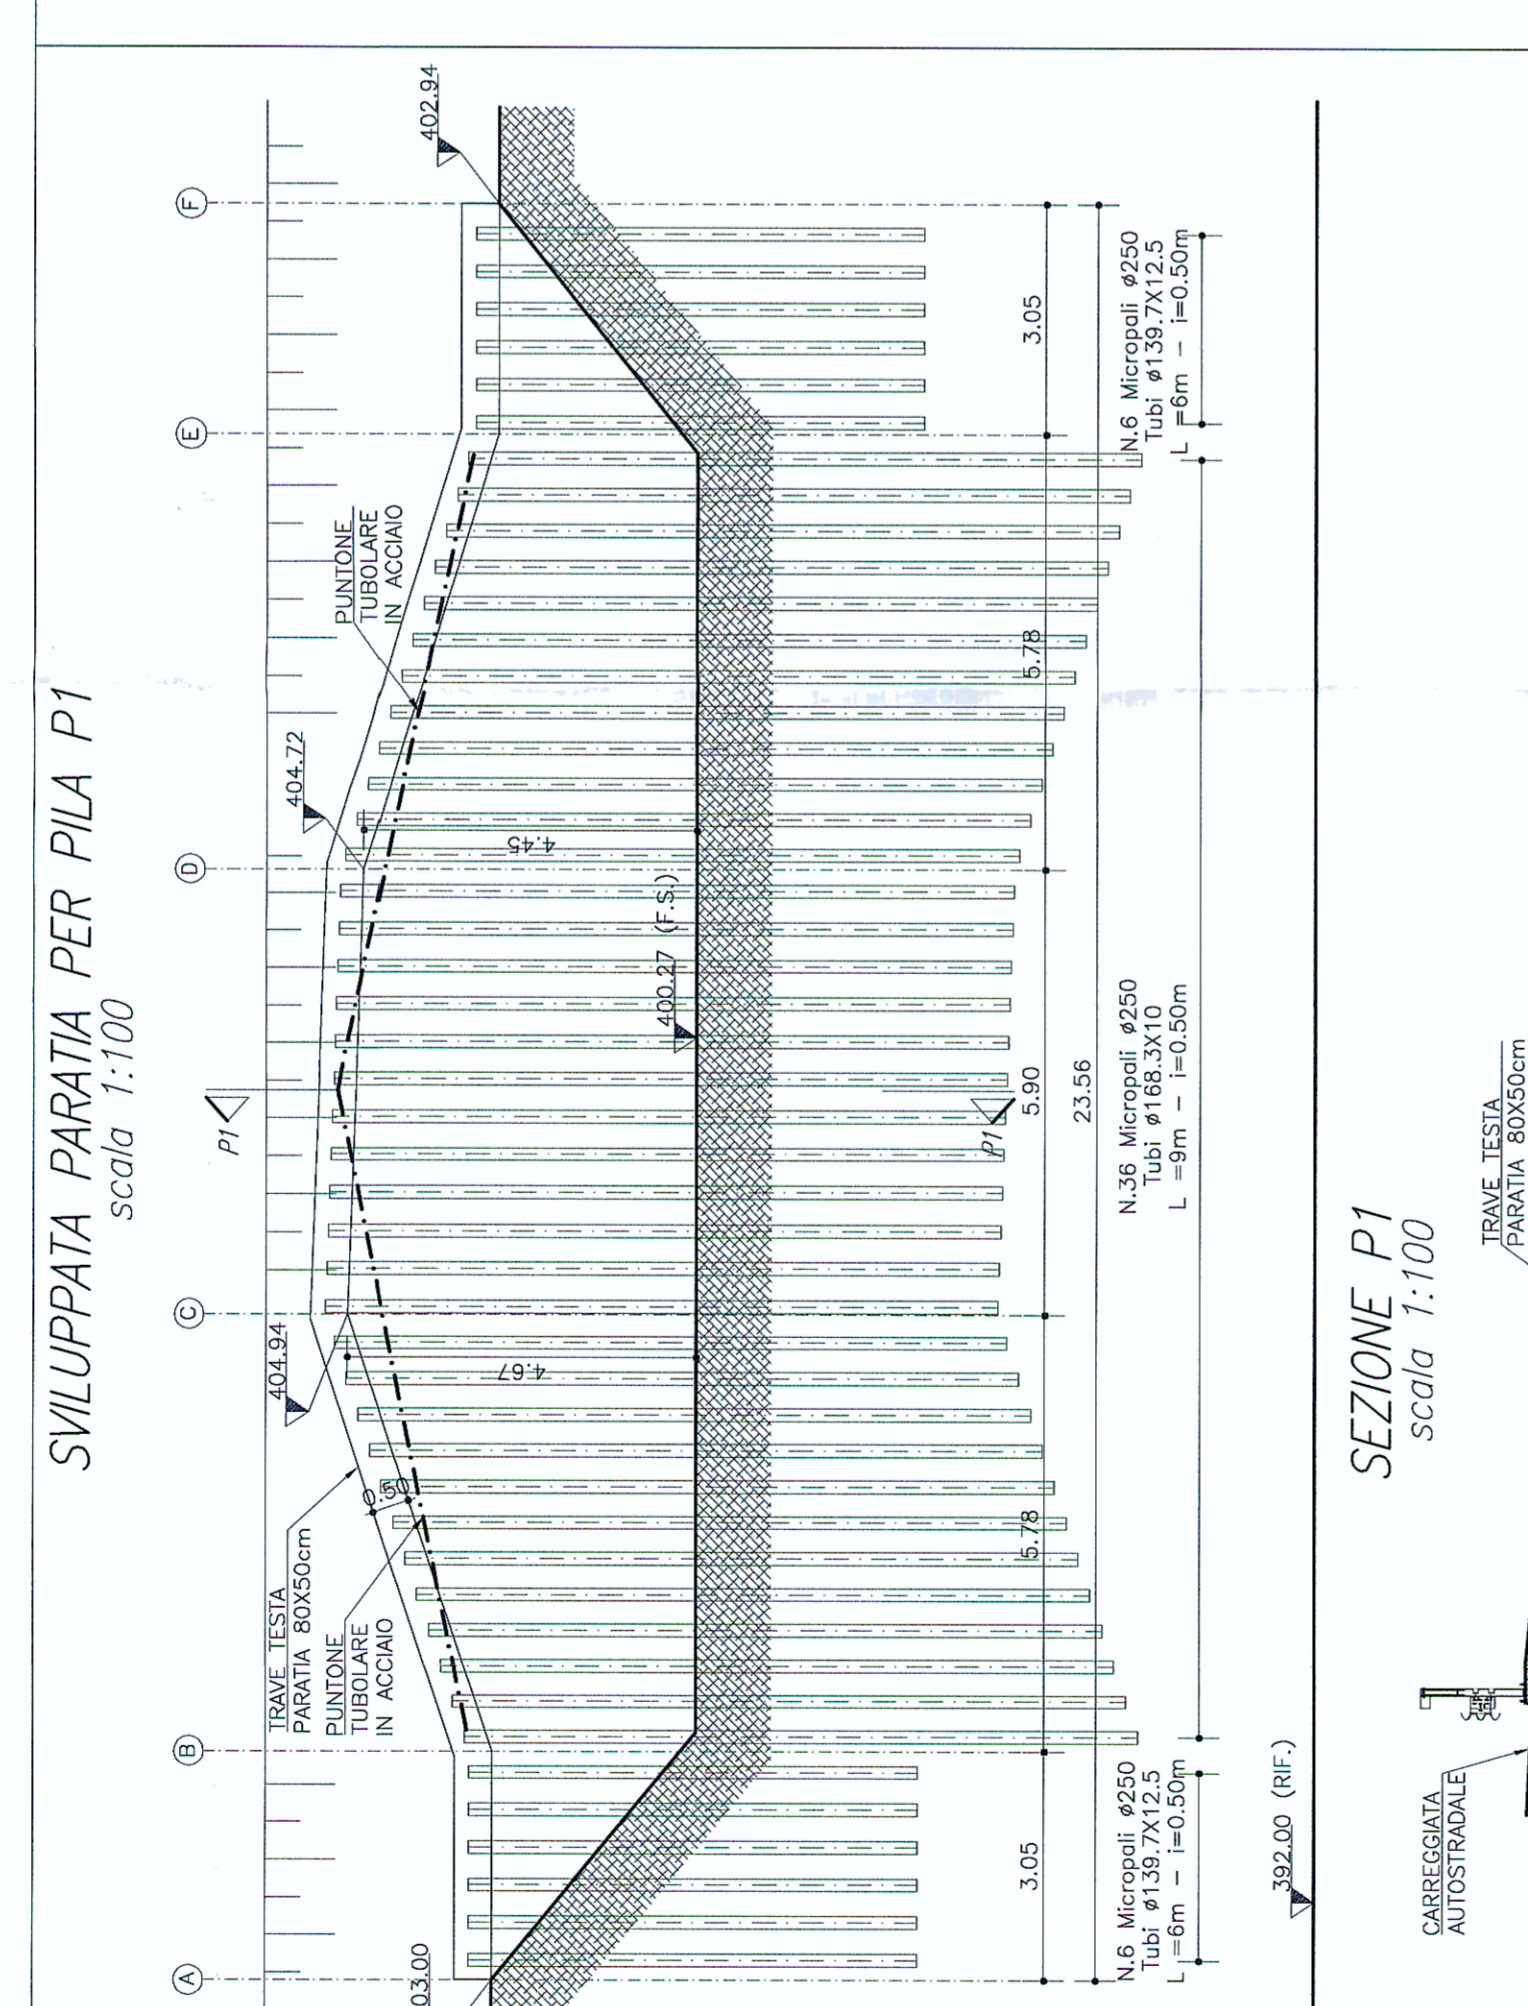 SVILUPPATA PARATIA PER PILA P1
scala 1:100
A
B
C
D
E
F
03.00
404.94
404.72
402.94
TRAVE TESTA
PARATIA 80X50cm
PUNTONE
TUBOLARE
IN ACCIAIO
PUNTONE
TUBOLARE
IN ACCIAIO
0.50
4.67
4.45
P1
P1
400.27 (F.S.)
3.05
5.78
5.90
5.78
3.05
23.56
N.6 Micropali ø250
Tubi ø139.7X12.5
L =6m - i=0.50m
N.36 Micropali ø250
Tubi ø168.3X10
L =9m - i=0.50m
N.6 Micropali ø250
Tubi ø139.7X12.5
L =6m - i=0.50m
392.00 (RIF.)
SEZIONE P1
scala 1:100
CARREGGIATA
AUTOSTRADALE
TRAVE TESTA
PARATIA 80X50cm